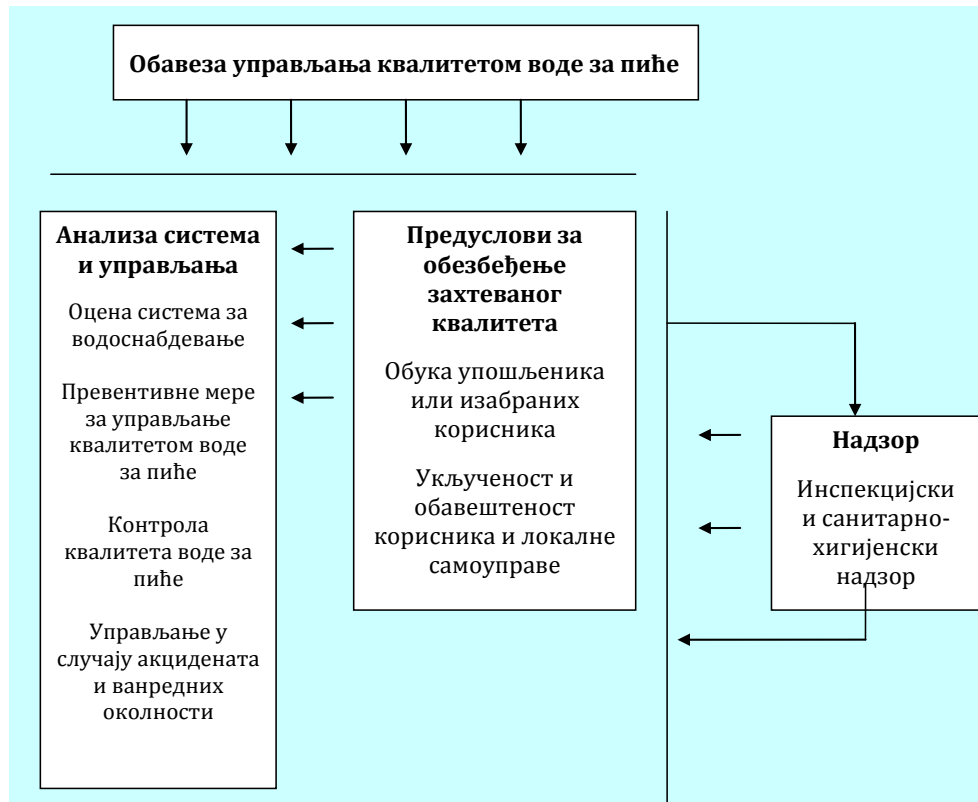 Обавеза управљања квалитетом воде за пиће
Анализа система
и управљања
Оцена система за
водоснабдевање
Превентивне мере
за управљање
квалитетом воде
за пиће
Контрола
квалитета воде за
пиће
Управљање у
случају акцидената
и ванредних
околности
Предуслови за
обезбеђење
захтеваног
квалитета
Обука упошљеника
или изабраних
корисника
Укљученост и
обавештеност
корисника и локалне
самоуправе
Надзор
Инспекцијски
и санитарно-
хигијенски
надзор